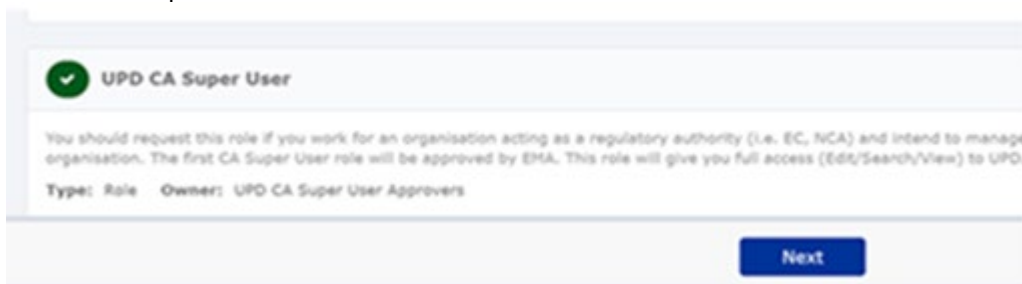 UPD CA Super User
You should request this role if you work for an organisation acting as a regulatory authority (i.e. EC, NCA) and intend to manage
organisation. The first CA Super User role will be approved by EMA. This role will give you full access (Edit/Search/View) to UPD.
Type: Role Owner: UPD CA Super User Approvers
Next